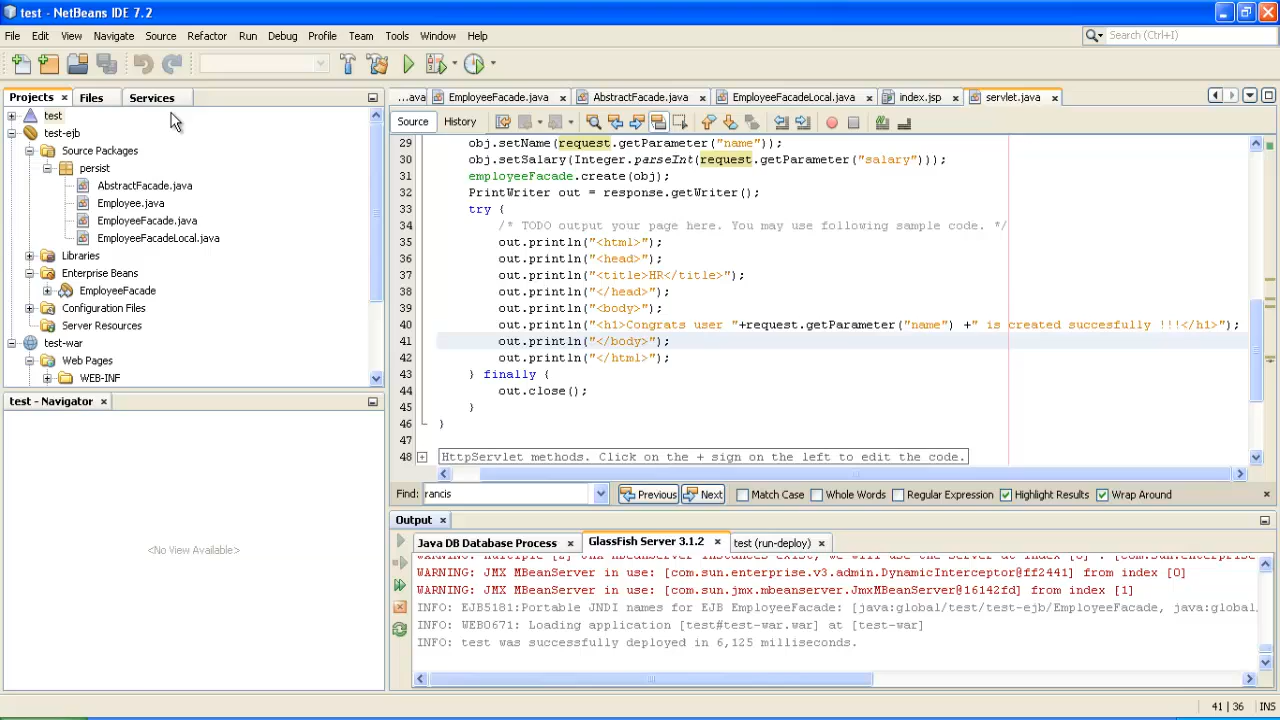 test - NetBeans IDE 7.2
File Edit View Navigate Source Refactor Run Debug Profile Team Tools Window Help
Search (Ctrl+I)
Projects Files Services
test
test-ejb
Source Packages
persist
AbstractFacade.java
Employee.java
EmployeeFacade.java
EmployeeFacadeLocal.java
Libraries
Enterprise Beans
EmployeeFacade
Configuration Files
Server Resources
test-war
Web Pages
WEB-INF
test - Navigator
<No View Available>
...ava EmployeeFacade.java AbstractFacade.java EmployeeFacadeLocal.java index.jsp servlet.java
Source History
29 obj.setName(request.getParameter("name"));
30 obj.setSalary(Integer.parseInt(request.getParameter("salary")));
31 employeeFacade.create(obj);
32 PrintWriter out = response.getWriter();
33 try {
34 /* TODO output your page here. You may use following sample code. */
35 out.println("<html>");
36 out.println("<head>");
37 out.println("<title>HR</title>");
38 out.println("</head>");
39 out.println("<body>");
40 out.println("<h1>Congrats user "+request.getParameter("name") +" is created succesfully !!!</h1>");
41 out.println("</body>");
42 out.println("</html>");
43 } finally {
44 out.close();
45 }
46 }
47
48 HttpServlet methods. Click on the + sign on the left to edit the code.
Find: rancis Previous Next Match Case Whole Words Regular Expression Highlight Results Wrap Around
Output
Java DB Database Process GlassFish Server 3.1.2 test (run-deploy)
WARNING: JMX MBeanServer in use: [com.sun.enterprise.v3.admin.DynamicInterceptor@ff2441] from index [0]
WARNING: JMX MBeanServer in use: [com.sun.jmx.mbeanserver.JmxMBeanServer@16142fd] from index [1]
INFO: EJB5181:Portable JNDI names for EJB EmployeeFacade: [java:global/test/test-ejb/EmployeeFacade, java:global
INFO: WEB0671: Loading application [test#test-war.war] at [test-war]
INFO: test was successfully deployed in 6,125 milliseconds.
41 | 36 INS